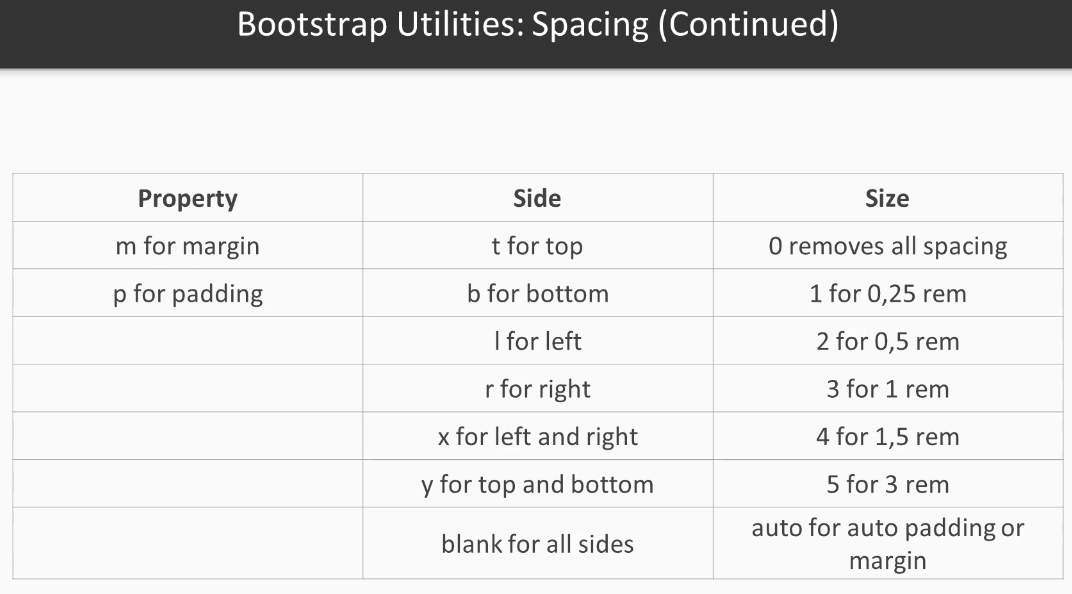 Bootstrap Utilities: Spacing (Continued)
Property Side Size
m for margin t for top 0 removes all spacing
p for padding b for bottom 1 for 0,25 rem
l for left 2 for 0,5 rem
r for right 3 for 1 rem
x for left and right 4 for 1,5 rem
y for top and bottom 5 for 3 rem
blank for all sides auto for auto padding or
margin